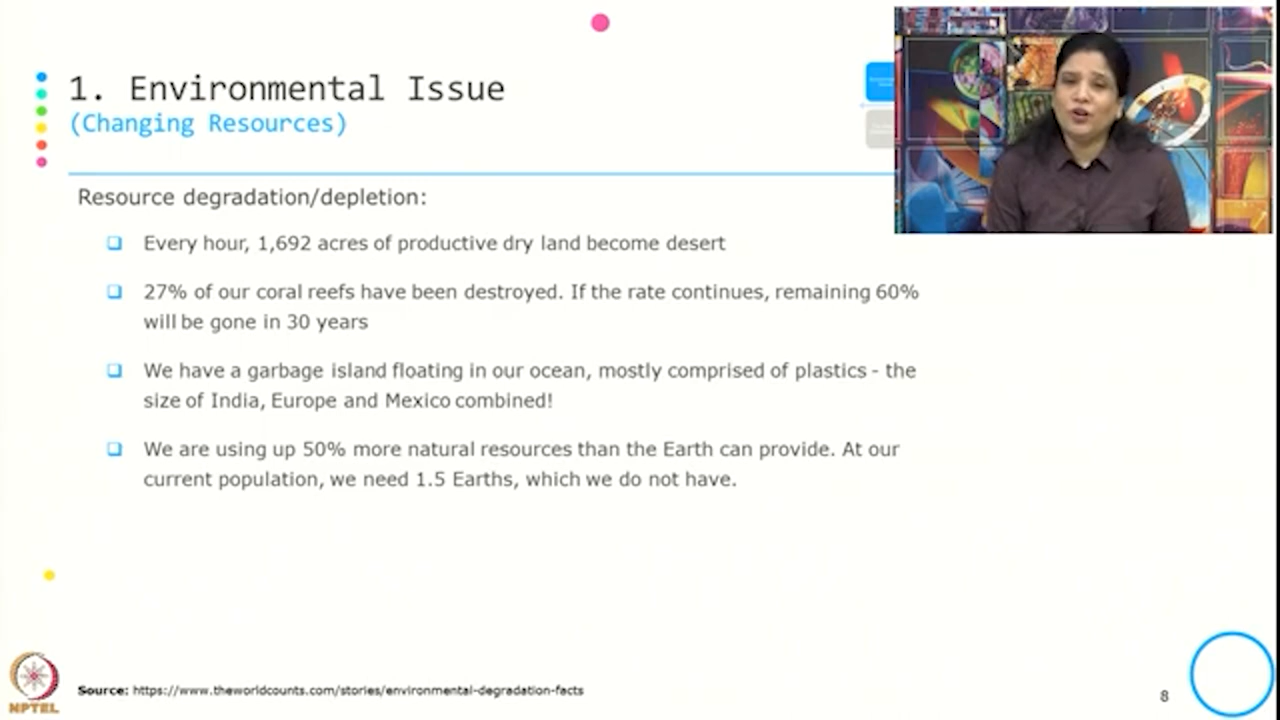 1. Environmental Issue
(Changing Resources)
Resource degradation/depletion:
Every hour, 1,692 acres of productive dry land become desert
27% of our coral reefs have been destroyed. If the rate continues, remaining 60%
will be gone in 30 years
We have a garbage island floating in our ocean, mostly comprised of plastics - the
size of India, Europe and Mexico combined!
We are using up 50% more natural resources than the Earth can provide. At our
current population, we need 1.5 Earths, which we do not have.
NPTEL
Source: https://www.theworldcounts.com/stories/environmental-degradation-facts
8